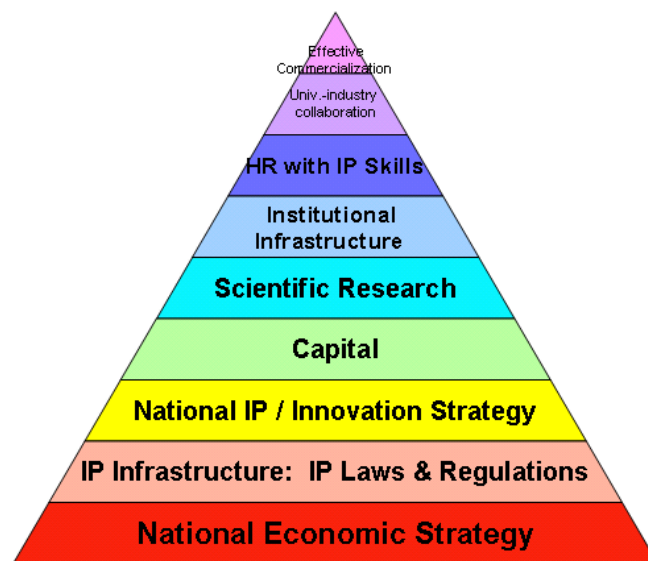 Effective
Commercialization
Univ.-industry
collaboration
HR with IP Skills
Institutional
Infrastructure
Scientific Research
Capital
National IP / Innovation Strategy
IP Infrastructure: IP Laws & Regulations
National Economic Strategy